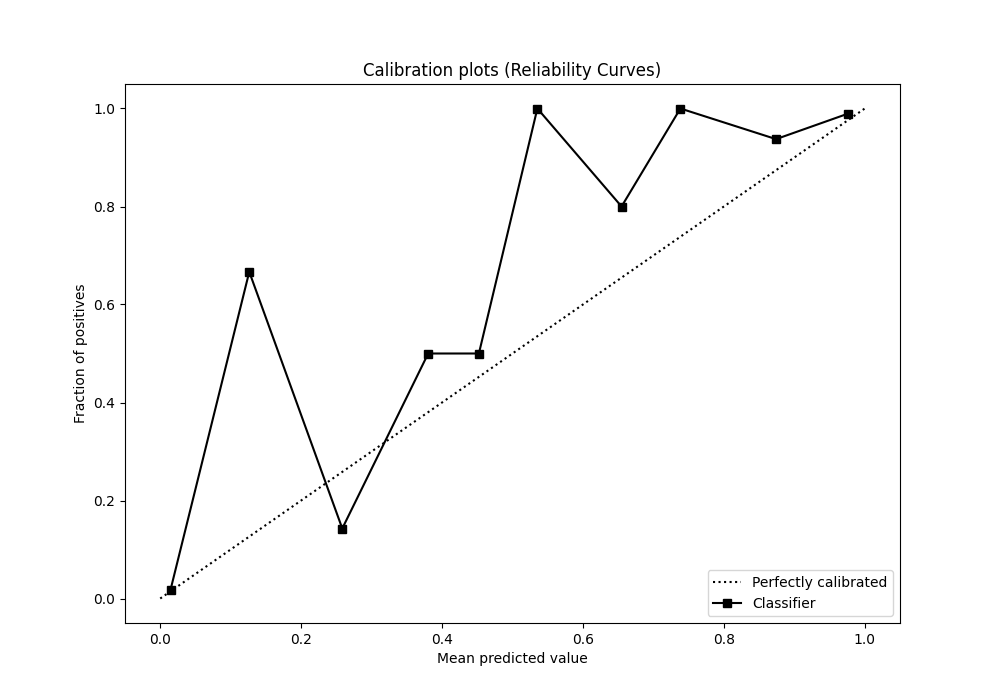 Calibration plots (Reliability Curves)
Fraction of positives
1.0
0.8
0.6
0.4
0.2
0.0
0.0 0.2 0.4 0.6 0.8 1.0
Mean predicted value
Perfectly calibrated
Classifier